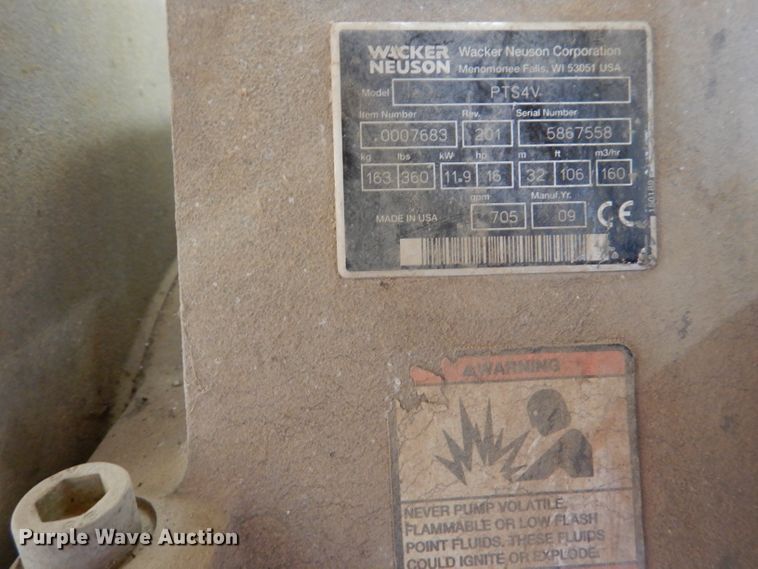 WACKER
NEUSON
Wacker Neuson Corporation
Menomonee Falls, WI 53051 USA
Model PTS4V
Item Number Rev. Serial Number
0007683 201 5867558
kg lbs kW hp m ft m3/hr
163 360 11.9 16 32 106 160
gpm Manuf.Yr.
MADE IN USA 705 09 CE
WARNING
NEVER PUMP VOLATILE,
FLAMMABLE OR LOW FLASH
POINT FLUIDS. THESE FLUIDS
COULD IGNITE OR EXPLODE.
Purple Wave Auction